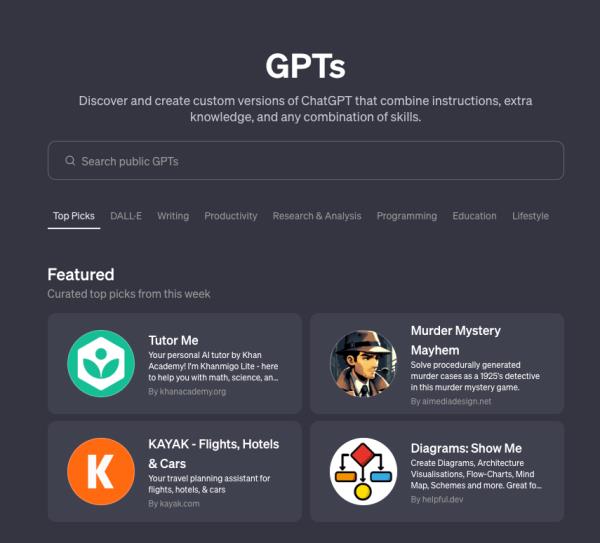 GPTs
Discover and create custom versions of ChatGPT that combine instructions, extra
knowledge, and any combination of skills.
Search public GPTs
Top Picks DALL·E Writing Productivity Research & Analysis Programming Education Lifestyle
Featured
Curated top picks from this week
Tutor Me
Your personal AI tutor by Khan
Academy! I'm Khanmigo Lite - here
to help you with math, science, an...
By khanacademy.org
Murder Mystery
Mayhem
Solve procedurally generated
murder cases as a 1925's detective
in this murder mystery game.
By aimediadesign.net
K
KAYAK - Flights, Hotels
& Cars
Your travel planning assistant for
flights, hotels, & cars
By kayak.com
Diagrams: Show Me
Create Diagrams, Architecture
Visualisations, Flow-Charts, Mind
Map, Schemes and more. Great fo...
By helpful.dev